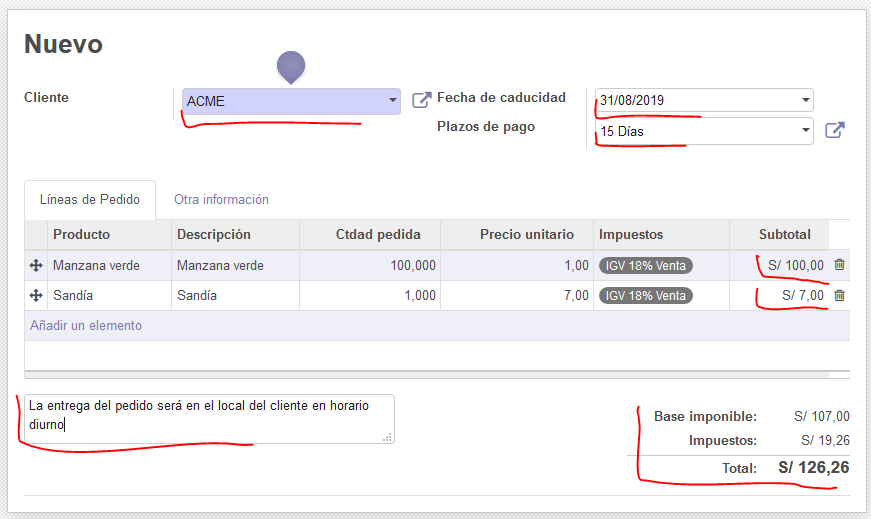 Nuevo
Cliente ACME Fecha de caducidad 31/08/2019
Plazos de pago 15 Días
Líneas de Pedido Otra información
Producto Descripción Ctdad pedida Precio unitario Impuestos Subtotal
Manzana verde Manzana verde 100,000 1,00 IGV 18% Venta S/ 100,00
Sandía Sandía 1,000 7,00 IGV 18% Venta S/ 7,00
Añadir un elemento
La entrega del pedido será en el local del cliente en horario
diurno
Base imponible: S/ 107,00
Impuestos: S/ 19,26
Total: S/ 126,26